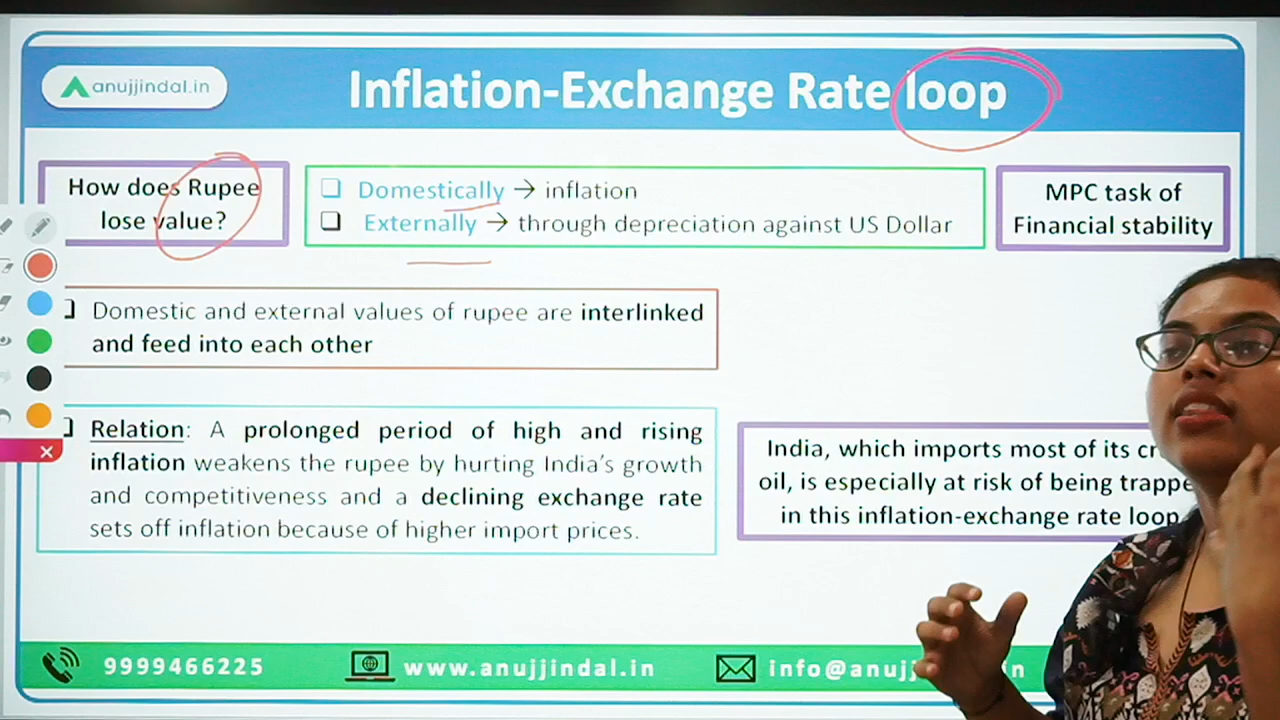 anujjindal.in
Inflation-Exchange Rate loop
How does Rupee
lose value?
❑ Domestically → inflation
❑ Externally → through depreciation against US Dollar
MPC task of
Financial stability
Domestic and external values of rupee are interlinked
and feed into each other
Relation: A prolonged period of high and rising
inflation weakens the rupee by hurting India's growth
and competitiveness and a declining exchange rate
sets off inflation because of higher import prices.
India, which imports most of its
oil, is especially at risk of being
in this inflation-exchange rate loop
9999466225
www.anujjindal.in